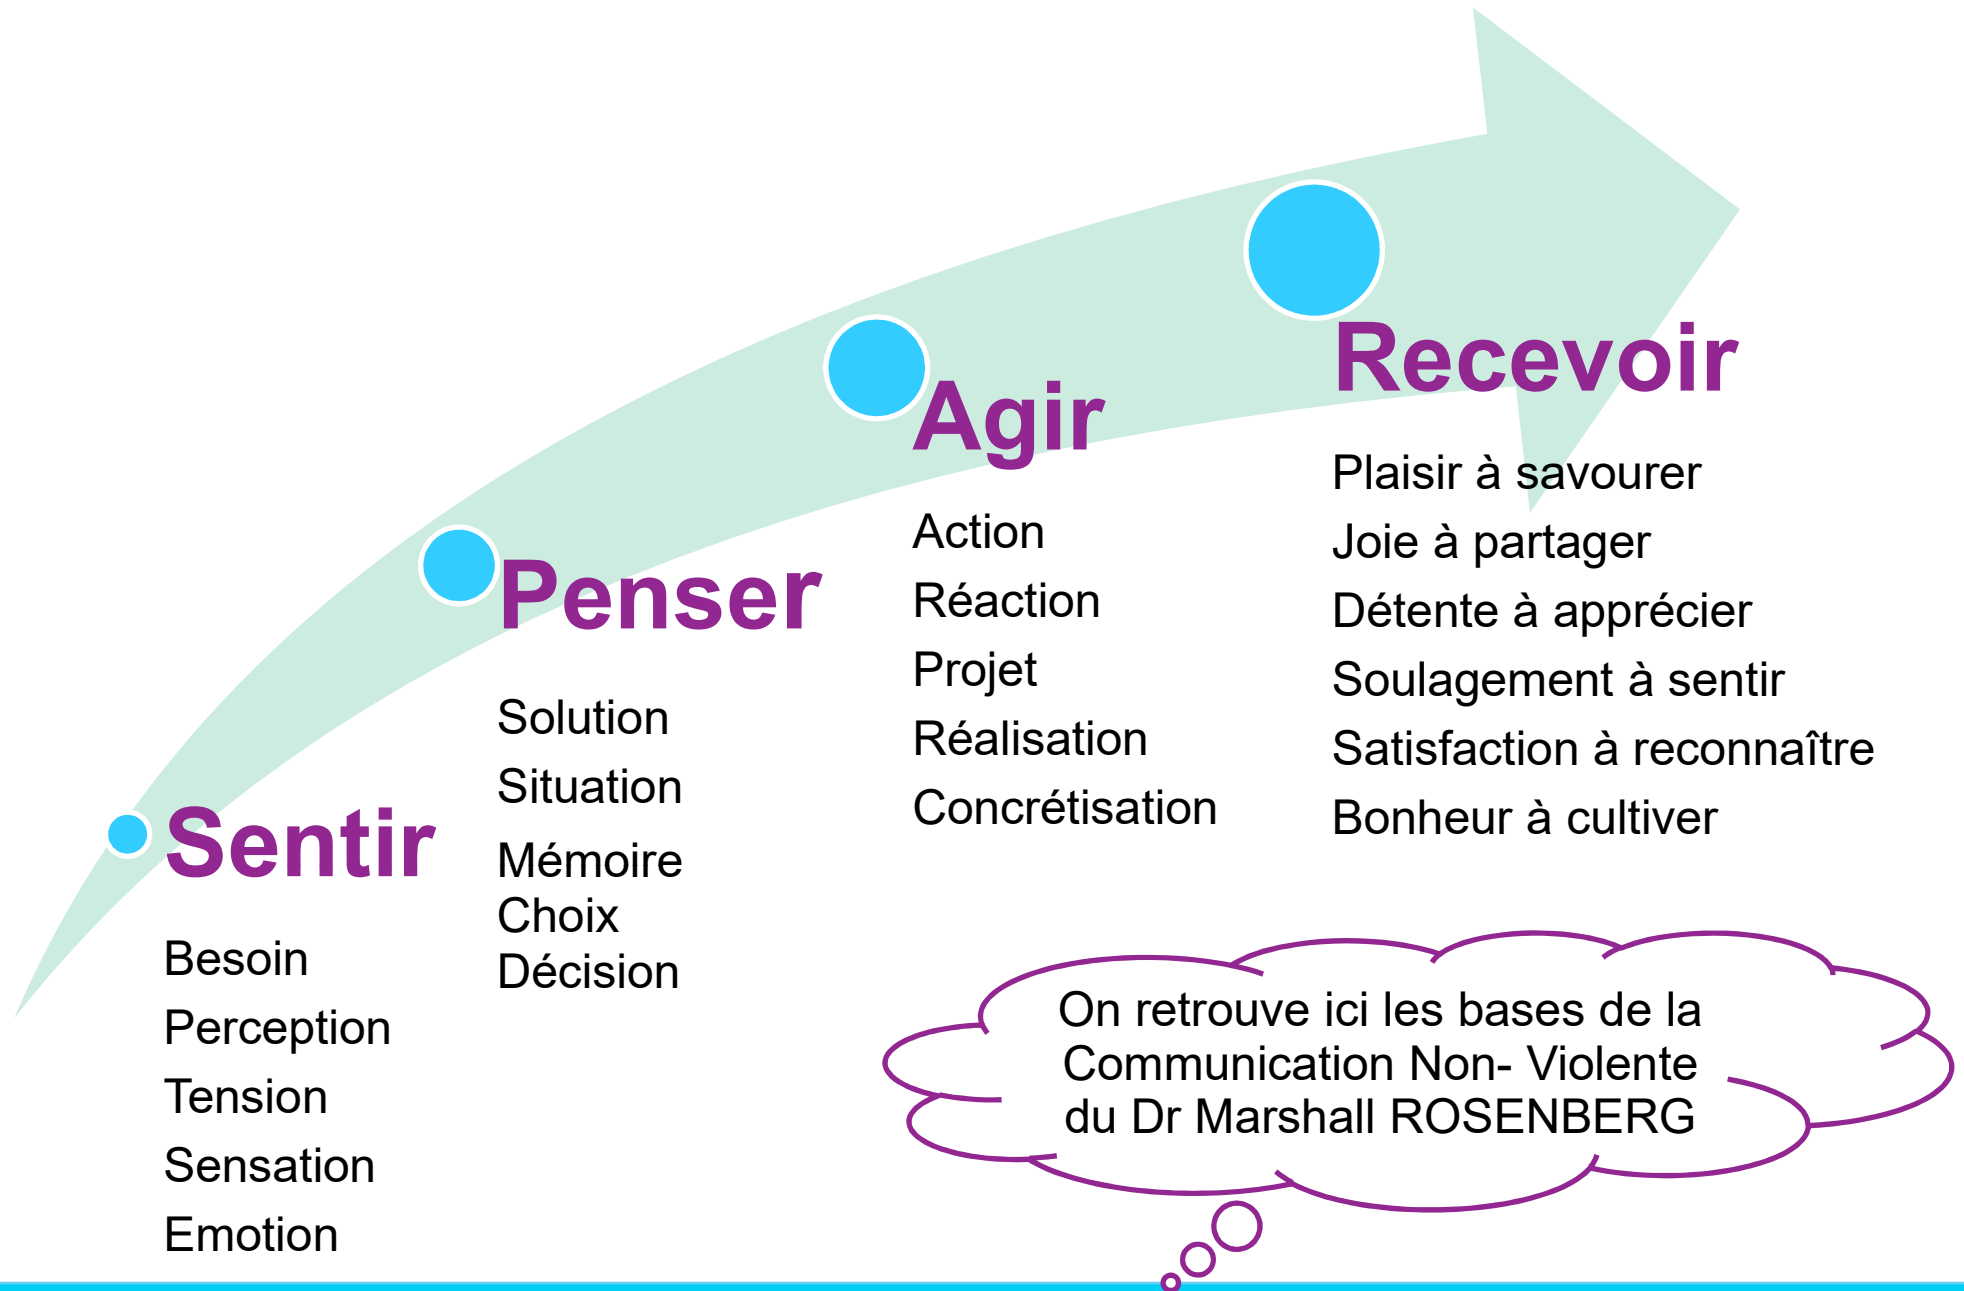 Sentir
Besoin
Perception
Tension
Sensation
Emotion
Penser
Solution
Situation
Mémoire
Choix
Décision
Agir
Action
Réaction
Projet
Réalisation
Concrétisation
Recevoir
Plaisir à savourer
Joie à partager
Détente à apprécier
Soulagement à sentir
Satisfaction à reconnaître
Bonheur à cultiver
On retrouve ici les bases de la
Communication Non- Violente
du Dr Marshall ROSENBERG